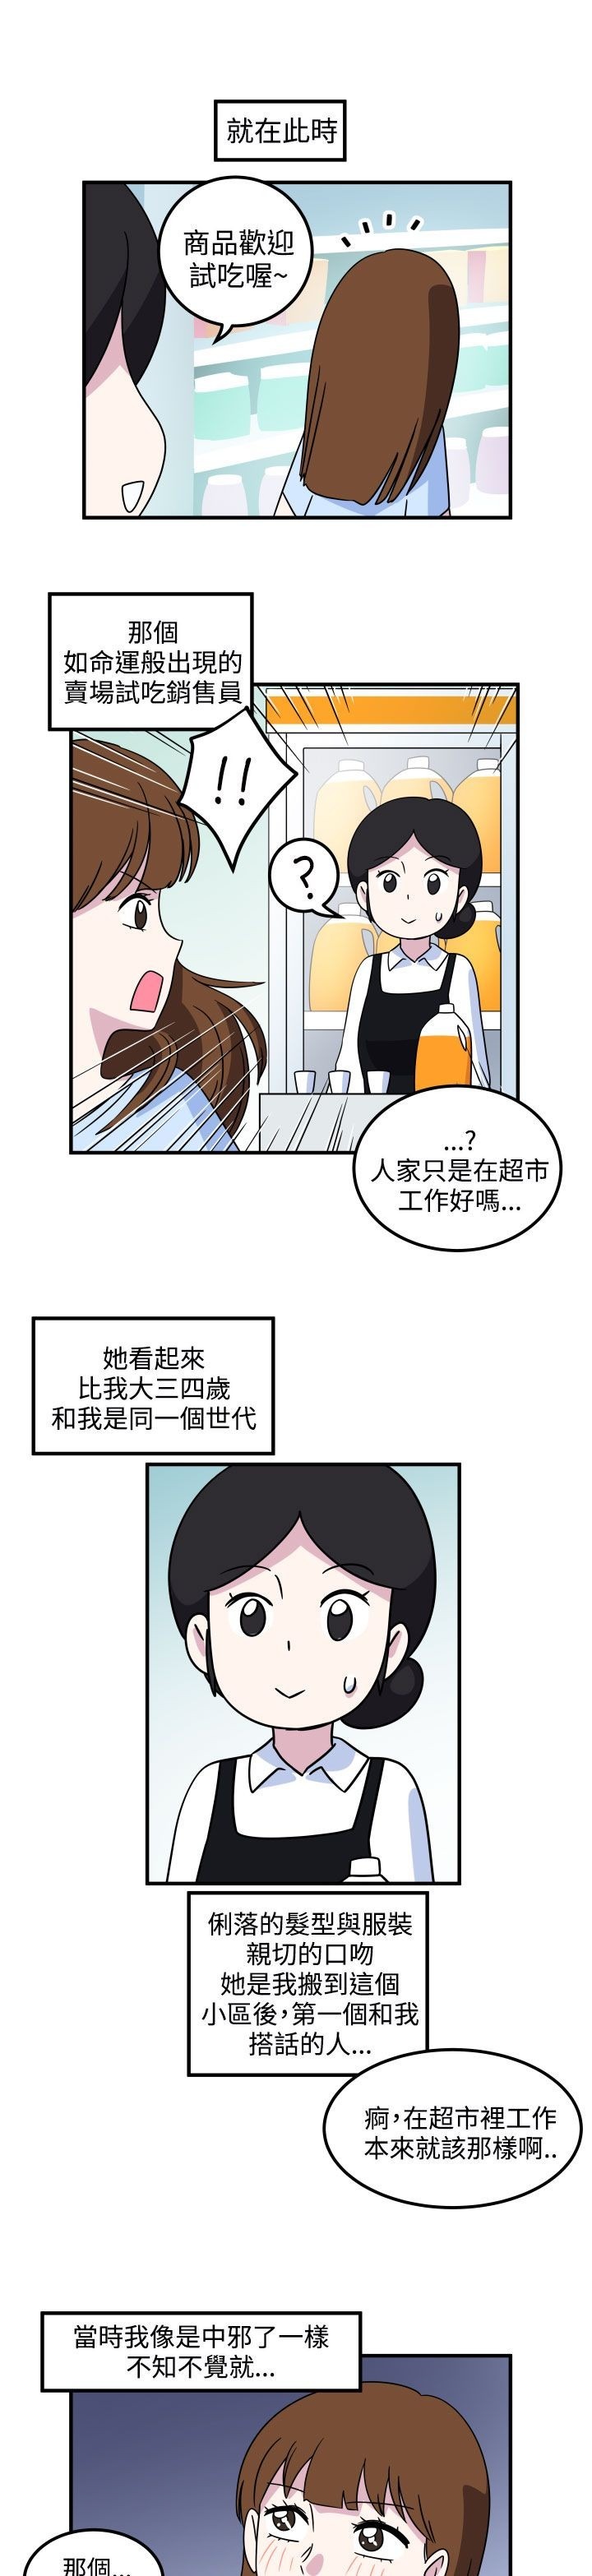 就在此時
商品歡迎
試吃喔~
那個
如命運般出現的
賣場試吃銷售員
!!
?
...?
人家只是在超市
工作好嗎...
她看起來
比我大三四歲
和我是同一個世代
俐落的髮型與服裝
親切的口吻
她是我搬到這個
小區後,第一個和我
搭話的人...
痾,在超市裡工作
本來就該那樣啊..
當時我像是中邪了一樣
不知不覺就...
那個...